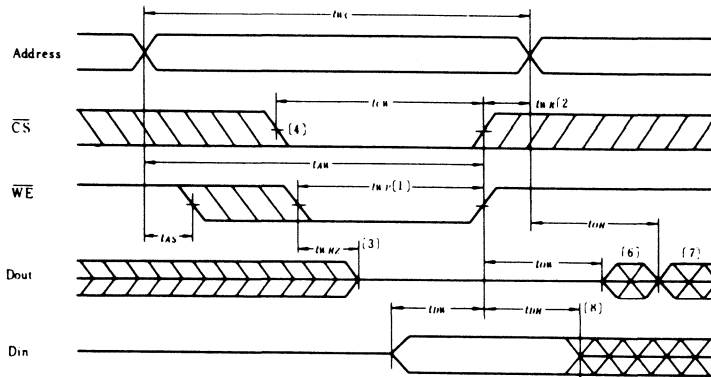 tWC
Address
tCW
tWR (2
CS
(4)
tAW
WE
tWP (1)
tAS
tWHZ
(3)
tOH
(6)
(7)
Dout
tOW
tDW
tDH
(8)
Din